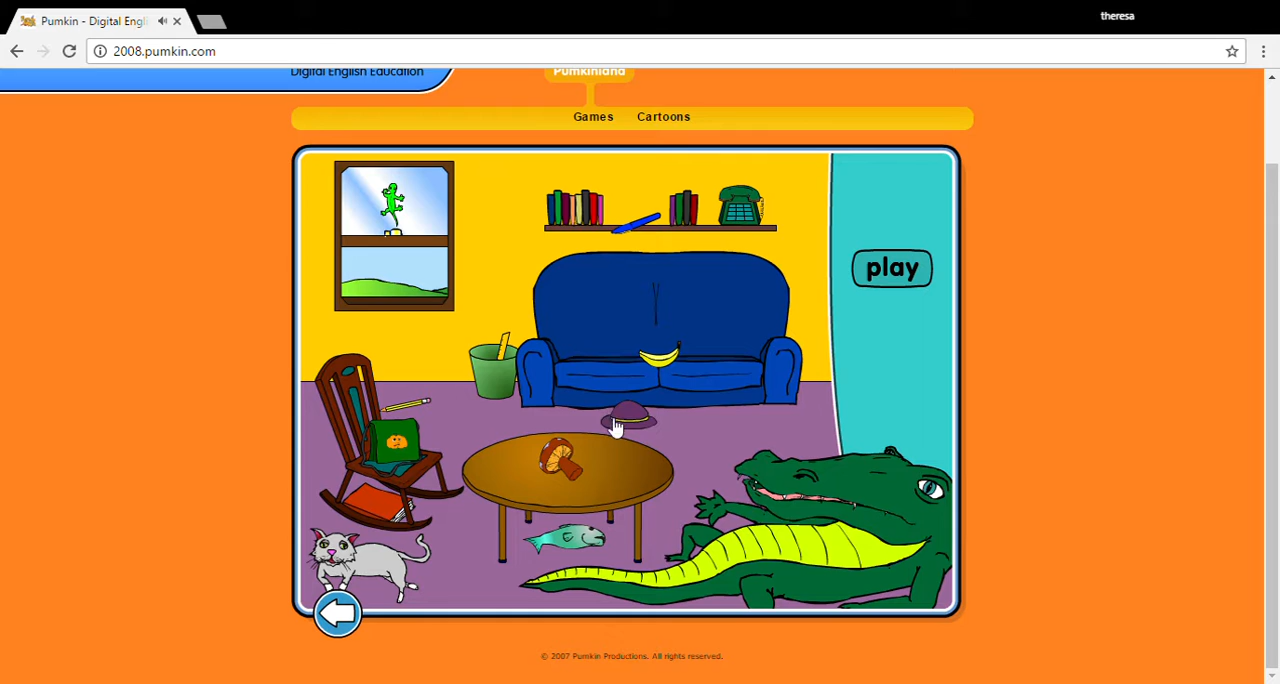 theresa
Pumkin - Digital Engli
2008.pumkin.com
Digital English Education
Pumkinland
Games Cartoons
play
© 2007 Pumkin Productions. All rights reserved.